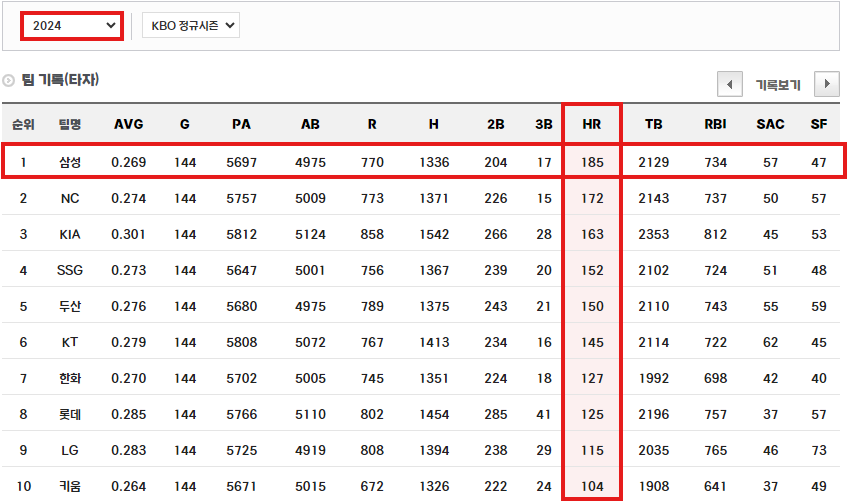 2024 KBO 정규시즌
팀 기록(타자) 기록보기
순위 팀명 AVG G PA AB R H 2B 3B HR TB RBI SAC SF
1 삼성 0.269 144 5697 4975 770 1336 204 17 185 2129 734 57 47
2 NC 0.274 144 5757 5009 773 1371 226 15 172 2143 737 50 57
3 KIA 0.301 144 5812 5124 858 1542 266 28 163 2353 812 45 53
4 SSG 0.273 144 5647 5001 756 1367 239 20 152 2102 724 51 48
5 두산 0.276 144 5680 4975 789 1375 243 21 150 2110 743 55 59
6 KT 0.279 144 5808 5072 767 1413 234 16 145 2114 722 62 45
7 한화 0.270 144 5702 5005 745 1351 224 18 127 1992 698 42 40
8 롯데 0.285 144 5766 5110 802 1454 285 41 125 2196 757 37 57
9 LG 0.283 144 5725 4919 808 1394 238 29 115 2035 765 46 73
10 키움 0.264 144 5671 5015 672 1326 222 24 104 1908 641 37 49